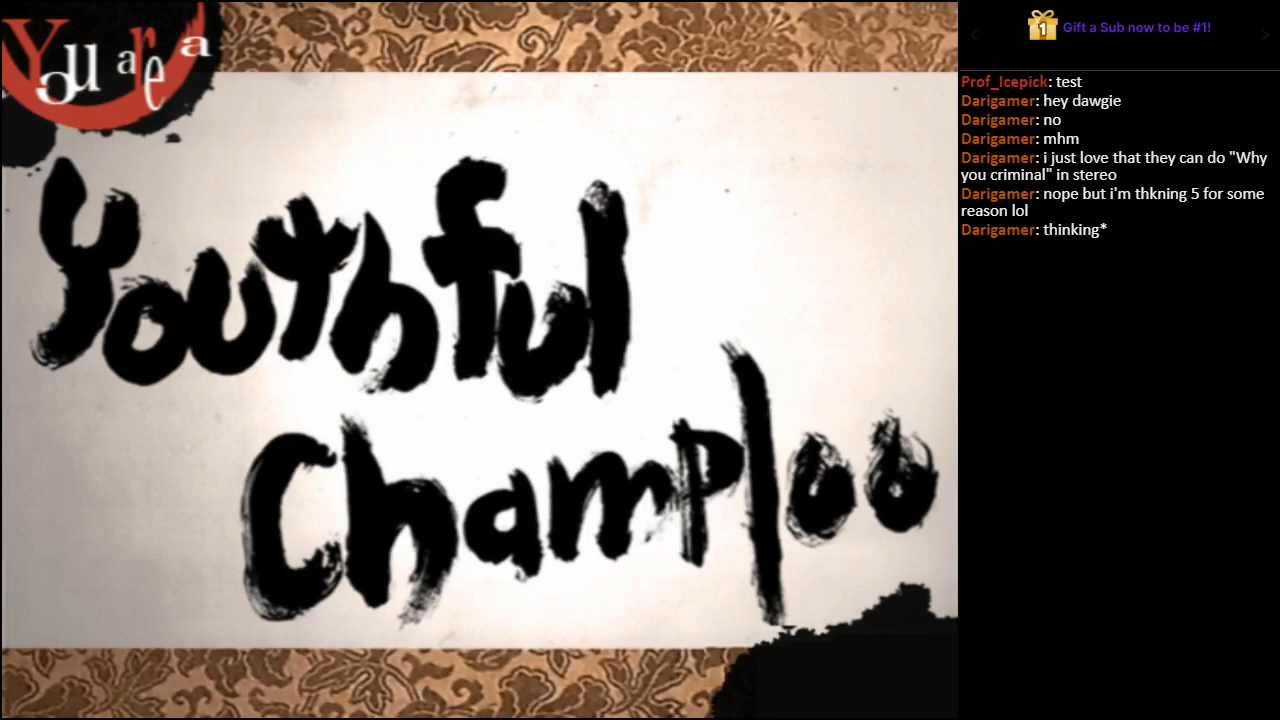 You are a
Youthful
Champloo
1
Gift a Sub now to be #1!
Prof_Icepick: test
Darigamer: hey dawgie
Darigamer: no
Darigamer: mhm
Darigamer: i just love that they can do "Why
you criminal" in stereo
Darigamer: nope but i'm thkning 5 for some
reason lol
Darigamer: thinking*